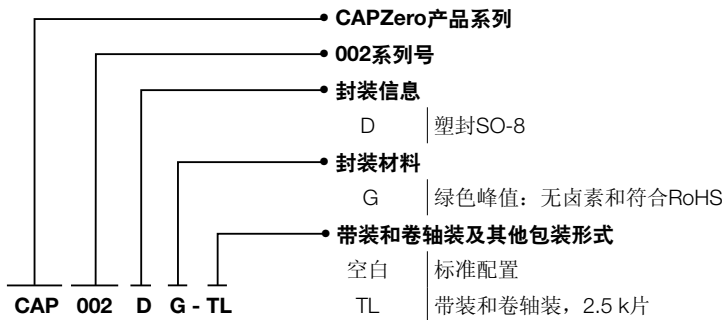 CAPZero产品系列
002系列号
封装信息
D 塑封SO-8
封装材料
G 绿色峰值：无卤素和符合RoHS
带装和卷轴装及其他包装形式
空白 标准配置
TL 带装和卷轴装，2.5 k片
CAP 002 D G - TL